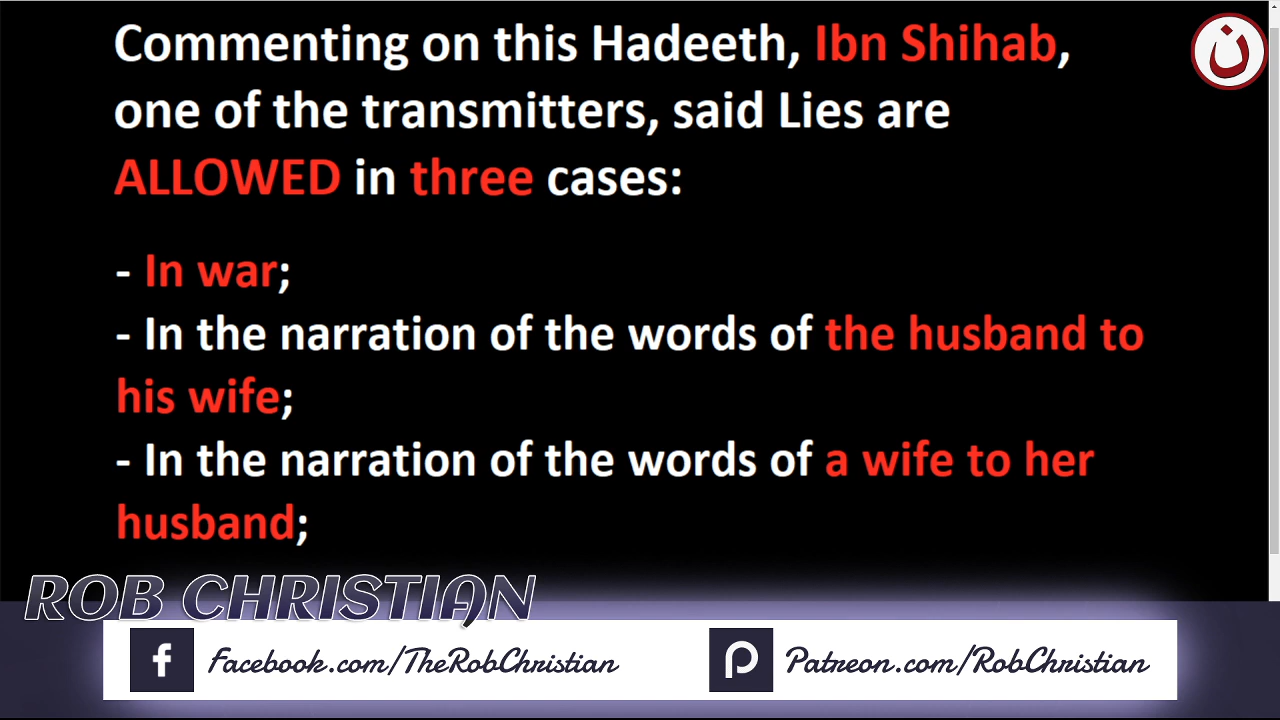 Commenting on this Hadeeth, Ibn Shihab,
one of the transmitters, said Lies are
ALLOWED in three cases:
- In war;
- In the narration of the words of the husband to
his wife;
- In the narration of the words of a wife to her
husband;
ROB CHRISTIAN
Facebook.com/TheRobChristian
Patreon.com/RobChristian
ن